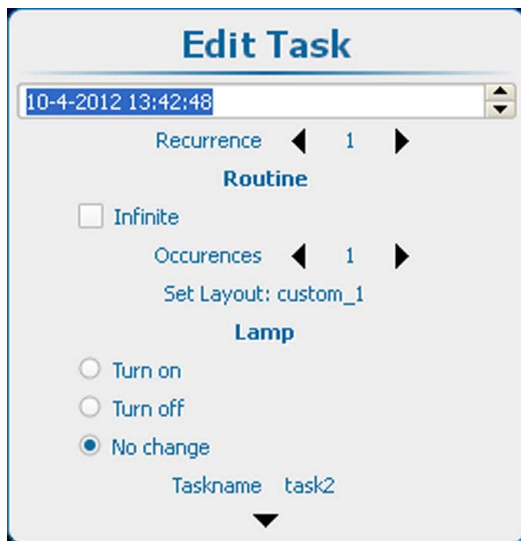 Edit Task
10-4-2012 13:42:48
Recurrence 1
Routine
Infinite
Occurences 1
Set Layout: custom_1
Lamp
Turn on
Turn off
No change
Taskname task2